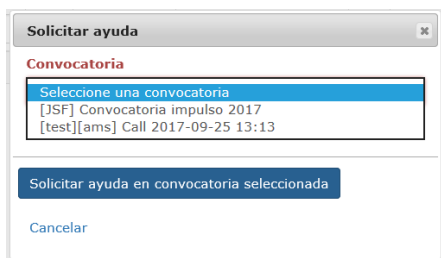 Solicitar ayuda
Convocatoria
Seleccione una convocatoria
[JSF] Convocatoria impulso 2017
[test][ams] Call 2017-09-25 13:13
Solicitar ayuda en convocatoria seleccionada
Cancelar